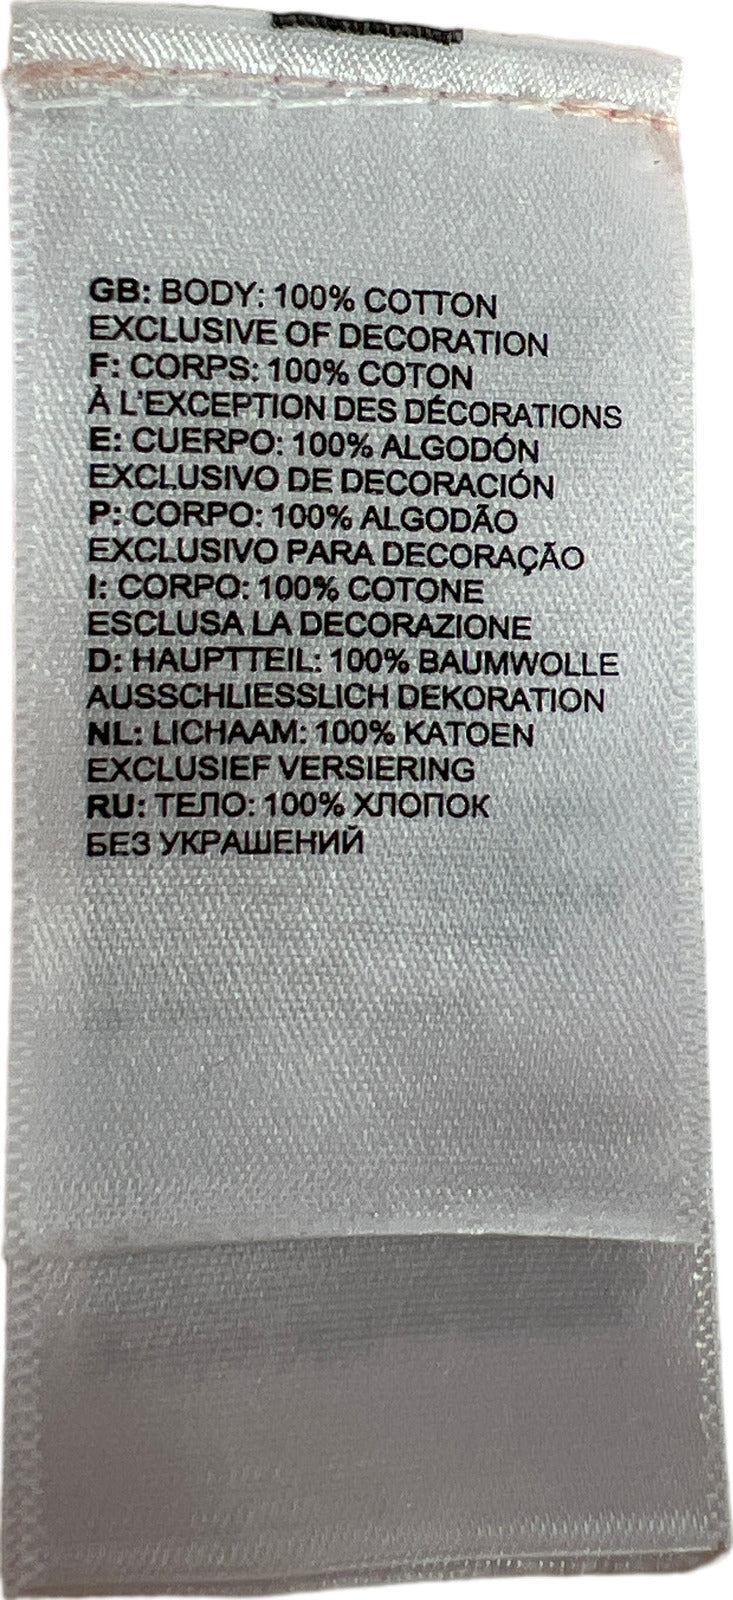 GB: BODY: 100% COTTON
EXCLUSIVE OF DECORATION
F: CORPS: 100% COTON
À L'EXCEPTION DES DÉCORATIONS
E: CUERPO: 100% ALGODÓN
EXCLUSIVO DE DECORACIÓN
P: CORPO: 100% ALGODÃO
EXCLUSIVO PARA DECORAÇÃO
I: CORPO: 100% COTONE
ESCLUSA LA DECORAZIONE
D: HAUPTTEIL: 100% BAUMWOLLE
AUSSCHLIESSLICH DEKORATION
NL: LICHAAM: 100% KATOEN
EXCLUSIEF VERSIERING
RU: ТЕЛО: 100% ХЛОПОК
БЕЗ УКРАШЕНИЙ